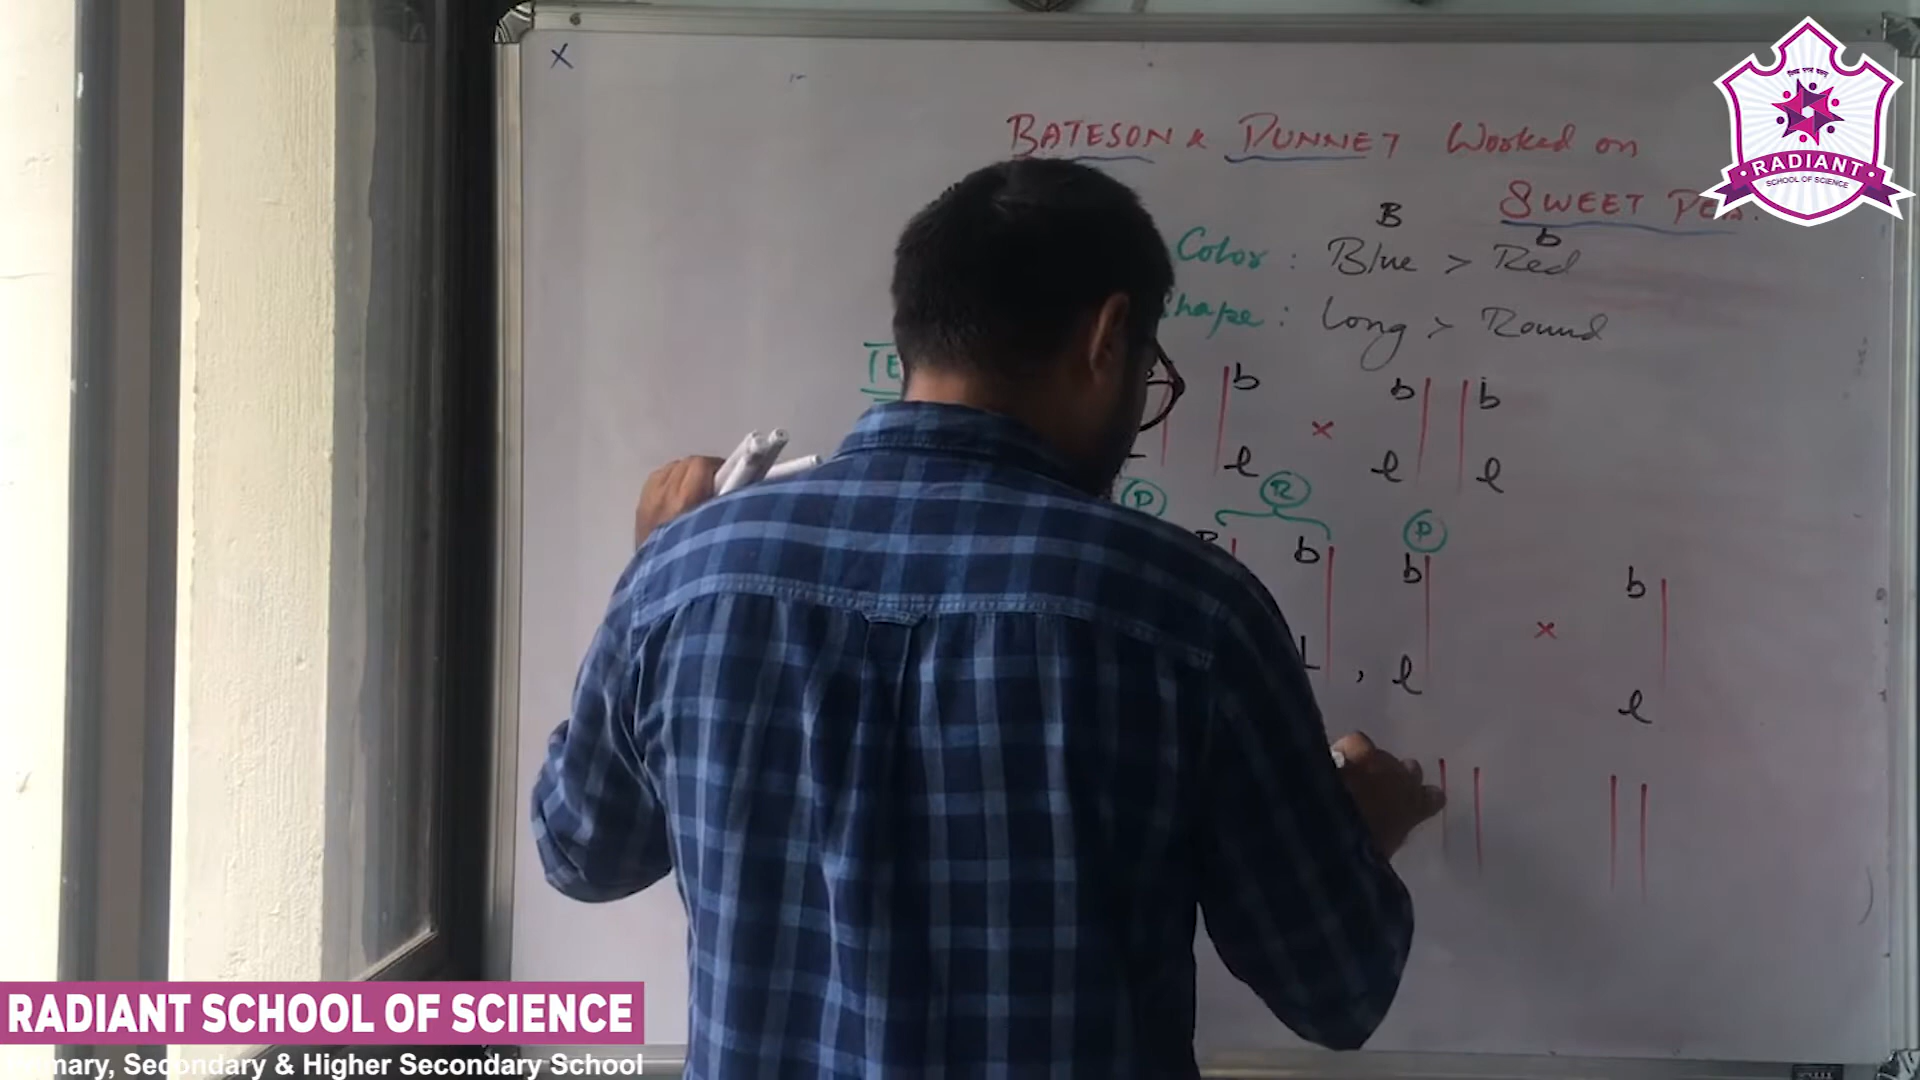 X
BATESON & PUNNET Worked on
SWEET PEA.
B
b
Color : Blue > Red
Shape : Long > Round
TE
b b b
x
l l l
P R P
B b b b
x
L , l l
RADIANT
SCHOOL OF SCIENCE
RADIANT SCHOOL OF SCIENCE
Primary, Secondary & Higher Secondary School